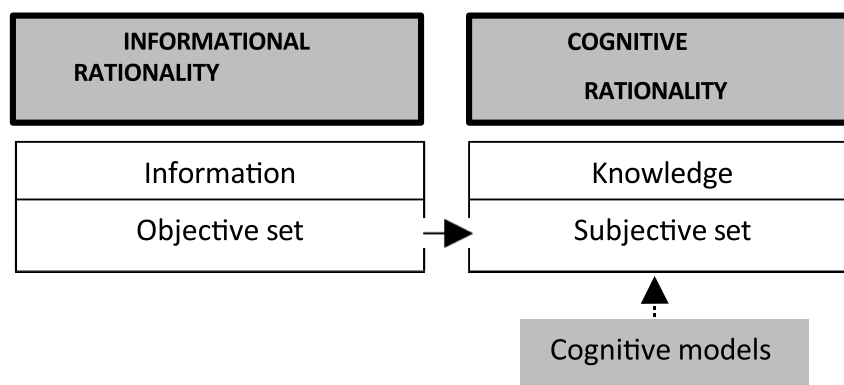 INFORMATIONAL
RATIONALITY
COGNITIVE
RATIONALITY
Information
Objective set
Knowledge
Subjective set
Cognitive models